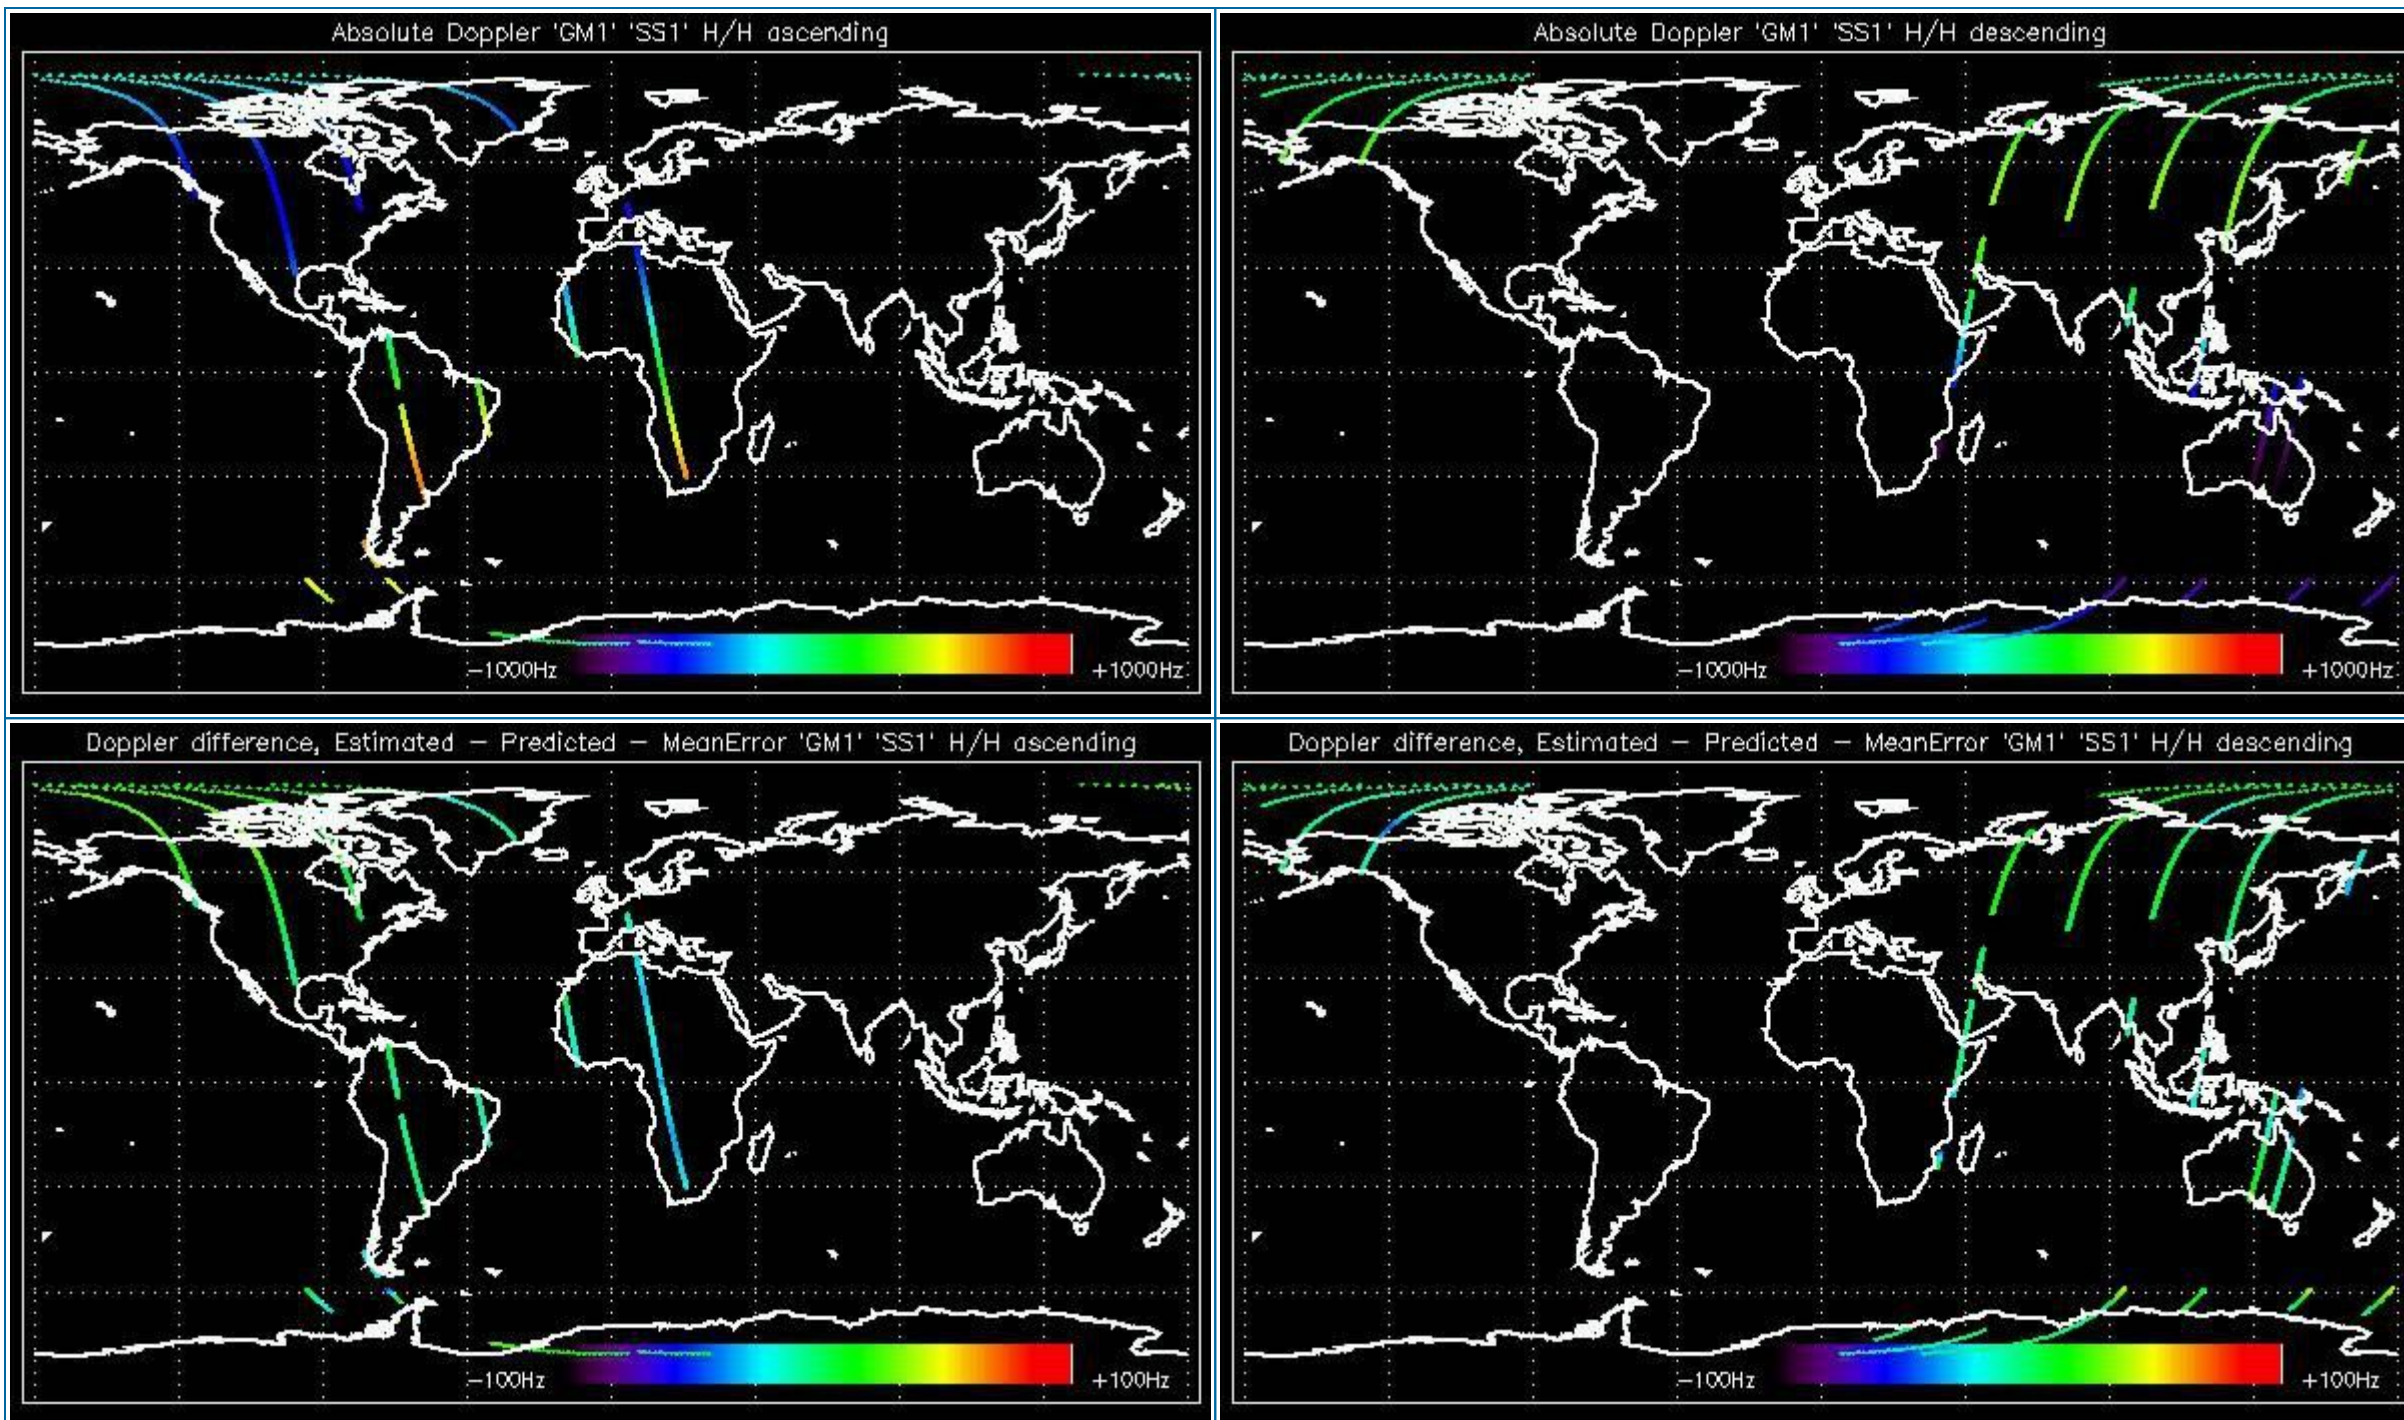 Absolute Doppler 'GM1' 'SS1' H/H ascending
−1000Hz
+1000Hz
Absolute Doppler 'GM1' 'SS1' H/H descending
−1000Hz
+1000Hz
Doppler difference, Estimated − Predicted − MeanError 'GM1' 'SS1' H/H ascending
−100Hz
+100Hz
Doppler difference, Estimated − Predicted − MeanError 'GM1' 'SS1' H/H descending
−100Hz
+100Hz